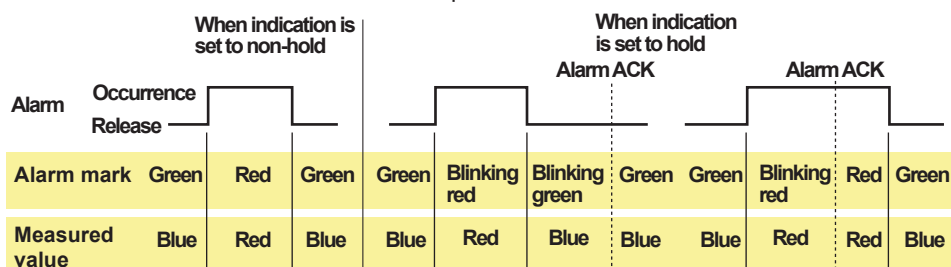 When indication is
set to non-hold
When indication
is set to hold
Alarm ACK
Alarm ACK
Alarm
Occurrence
Release
Alarm mark Green Red Green Green Blinking red Blinking green Green Green Blinking red Red Green
Measured value Blue Red Blue Blue Red Blue Blue Blue Red Red Blue